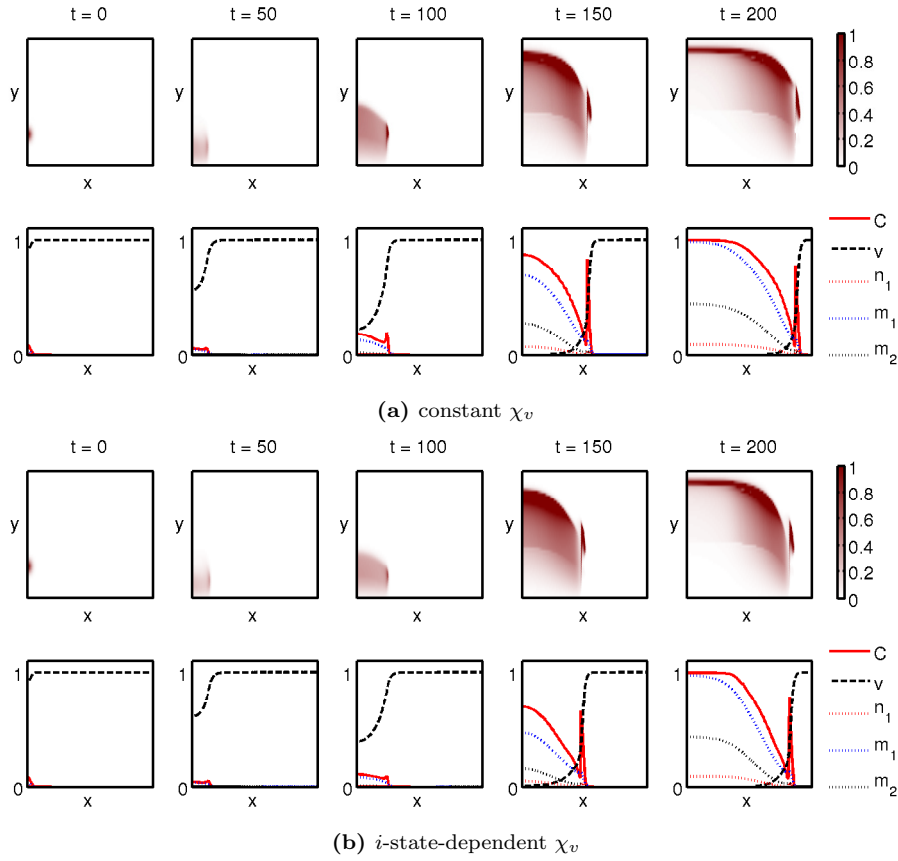 t = 0 t = 50 t = 100 t = 150 t = 200
y y y y y
1
0.8
0.6
0.4
0.2
0
x x x x x
1 1 1 1 1
0 0 0 0 0
x x x x x
C
v
n₁
m₁
m₂
(a) constant χᵥ
t = 0 t = 50 t = 100 t = 150 t = 200
y y y y y
1
0.8
0.6
0.4
0.2
0
x x x x x
1 1 1 1 1
0 0 0 0 0
x x x x x
C
v
n₁
m₁
m₂
(b) i-state-dependent χᵥ